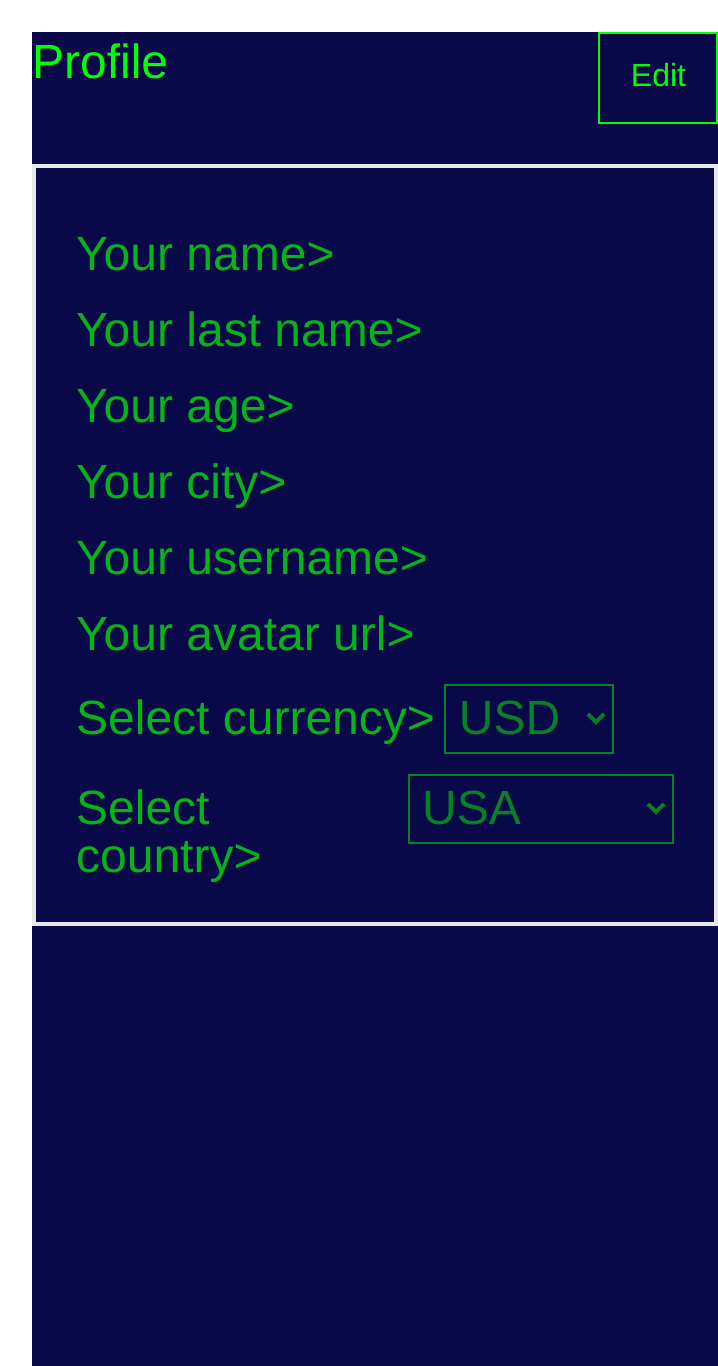 Profile
Edit
Your name>
Your last name>
Your age>
Your city>
Your username>
Your avatar url>
Select currency> USD
Select USA
country>